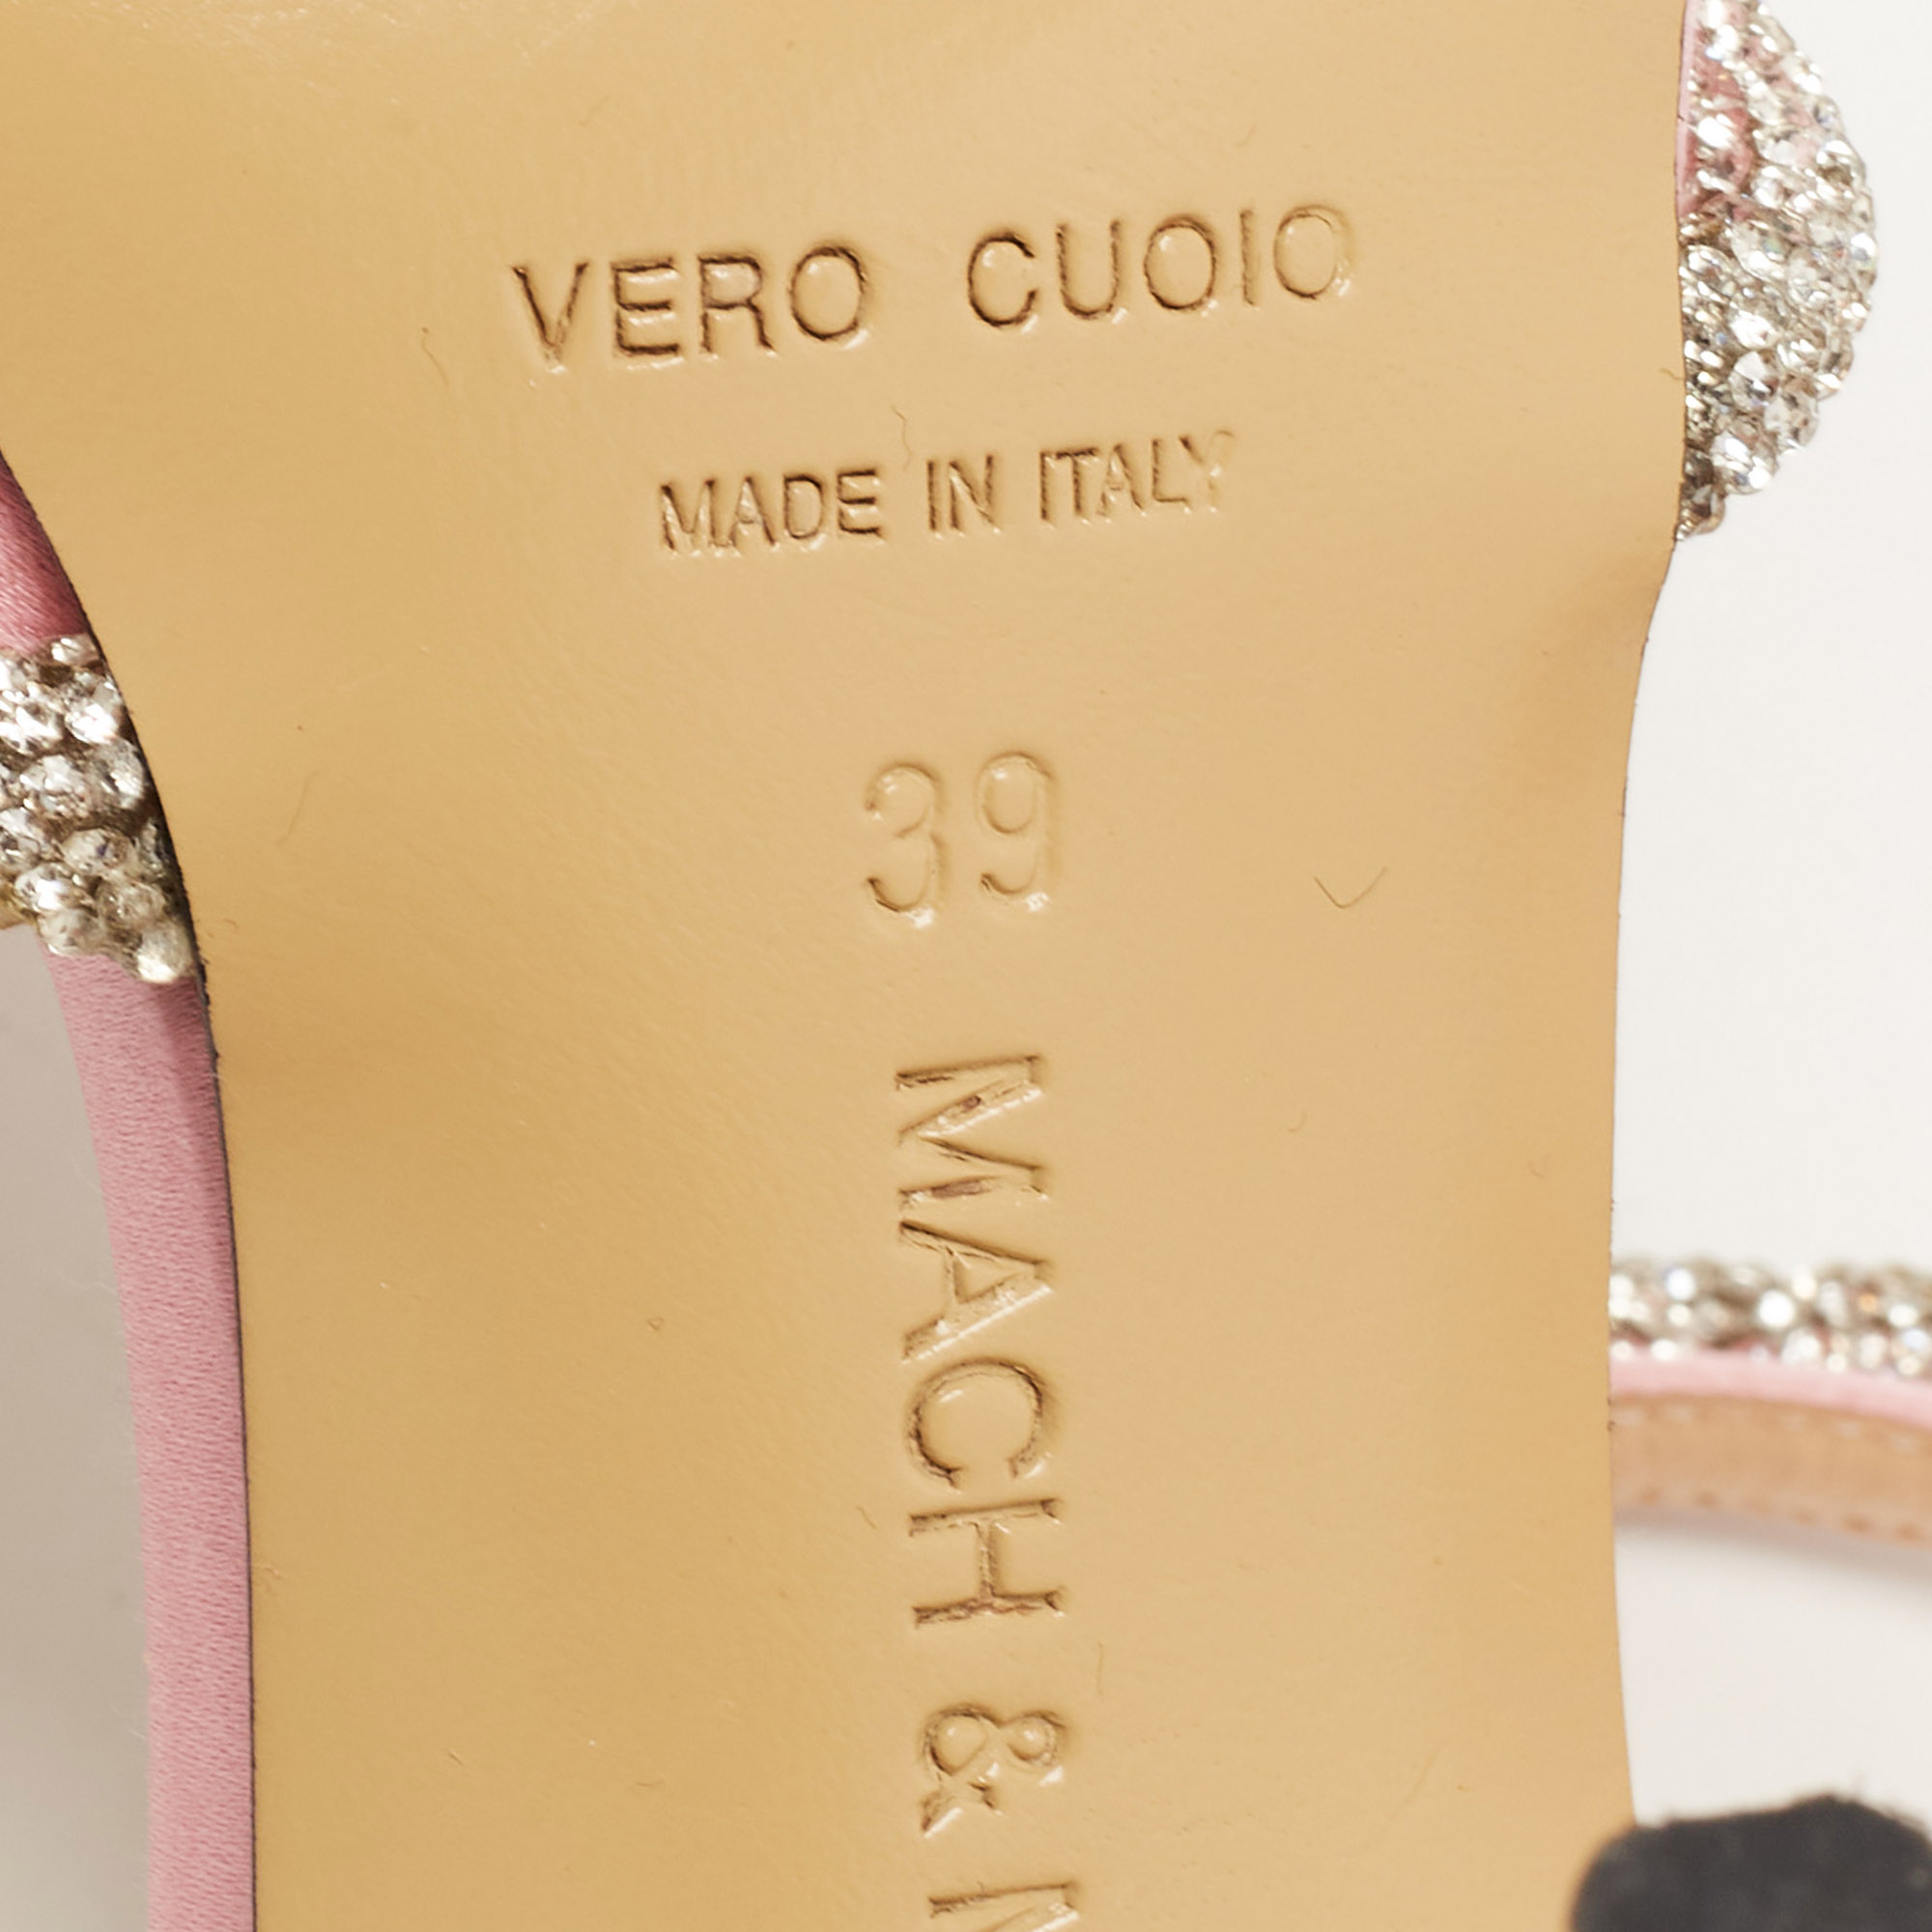 VERO CUOIO
MADE IN ITALY
39
MACH &